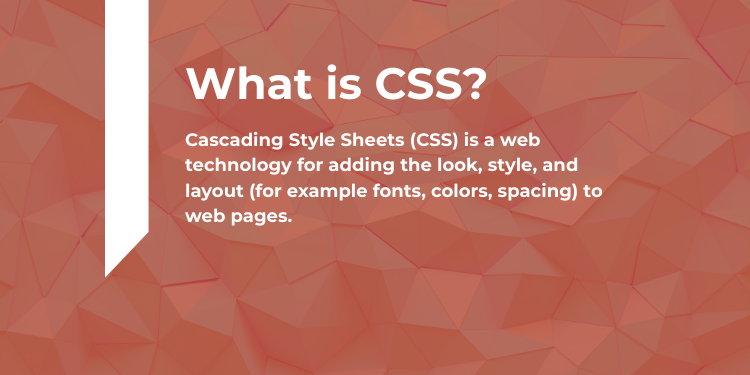 What is CSS?
Cascading Style Sheets (CSS) is a web
technology for adding the look, style, and
layout (for example fonts, colors, spacing) to
web pages.